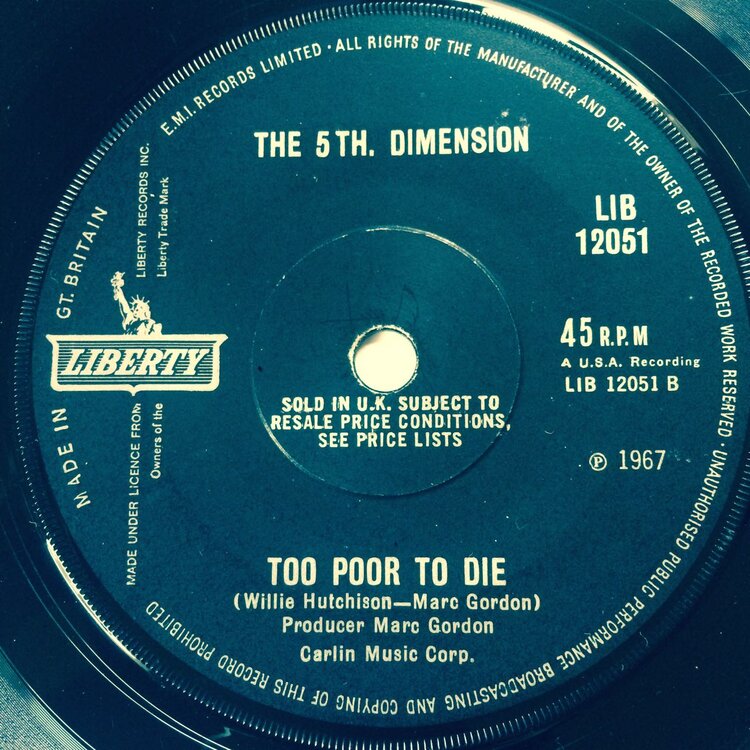 E.M.I. RECORDS LIMITED · ALL RIGHTS OF THE MANUFACTURER AND OF THE OWNER OF THE RECORDED WORK RESERVED · UNAUTHORISED PUBLIC PERFORMANCE BROADCASTING AND COPYING OF THIS RECORD PROHIBITED
THE 5TH. DIMENSION
LIB
12051
MADE IN GT. BRITAIN
MADE UNDER LICENCE FROM LIBERTY RECORDS INC.
Owners of the Liberty Trade Mark
LIBERTY
45 R.P.M
A U.S.A. Recording
LIB 12051 B
SOLD IN U.K. SUBJECT TO
RESALE PRICE CONDITIONS,
SEE PRICE LISTS
℗ 1967
TOO POOR TO DIE
(Willie Hutchison—Marc Gordon)
Producer Marc Gordon
Carlin Music Corp.